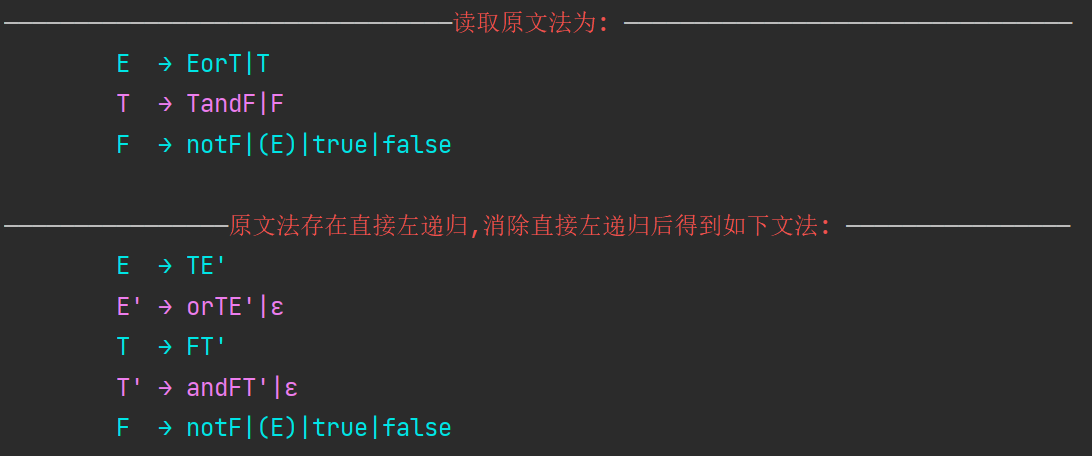 读取原文法为:
E → EorT|T
T → TandF|F
F → notF|(E)|true|false
原文法存在直接左递归,消除直接左递归后得到如下文法:
E → TE'
E' → orTE'|ε
T → FT'
T' → andFT'|ε
F → notF|(E)|true|false